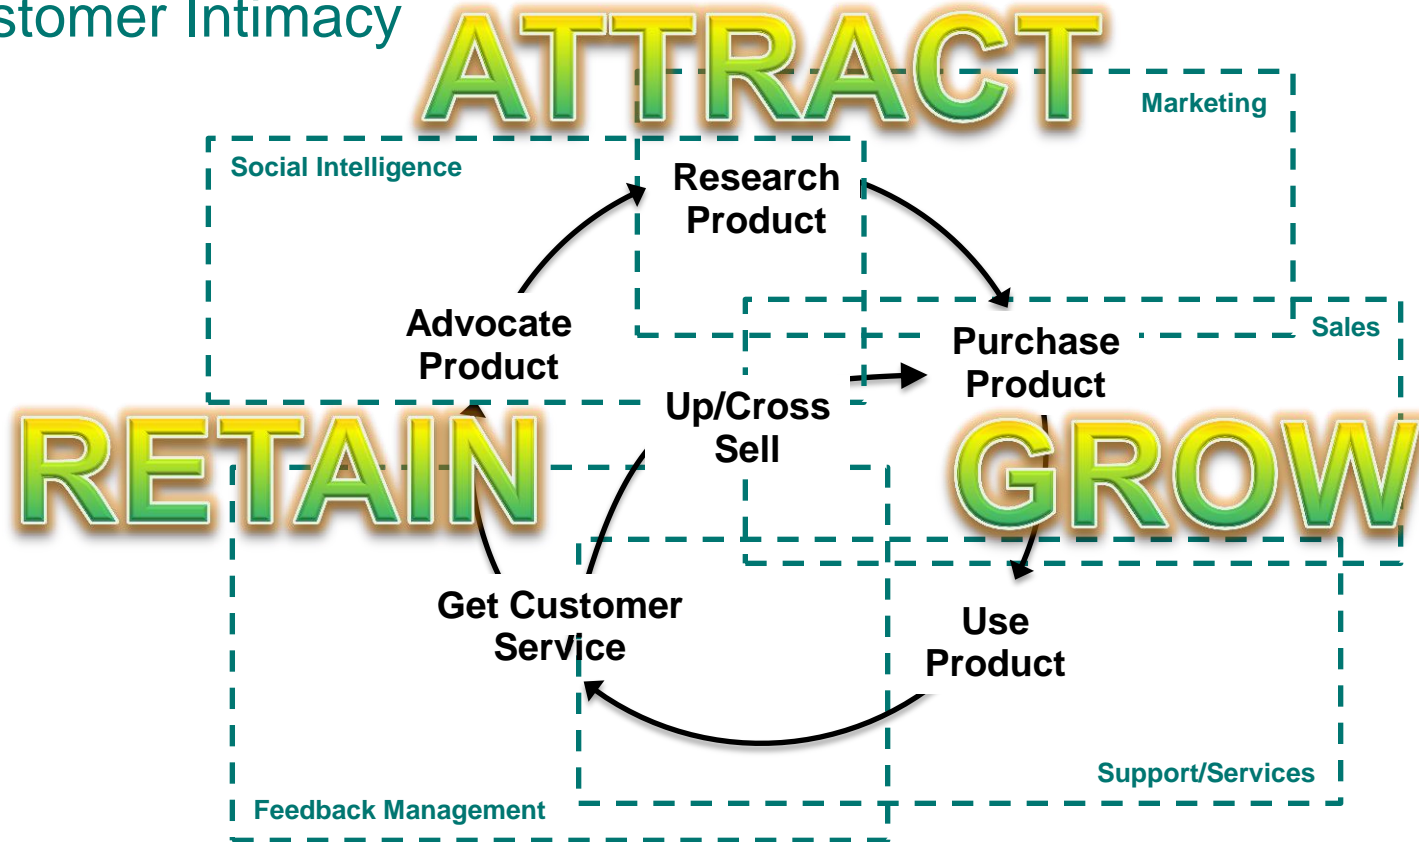 stomer Intimacy
ATTRACT
Marketing
Social Intelligence
Research
Product
Advocate
Product
Purchase
Product
Sales
Up/Cross
Sell
RETAIN
GROW
Get Customer
Service
Use
Product
Support/Services
Feedback Management